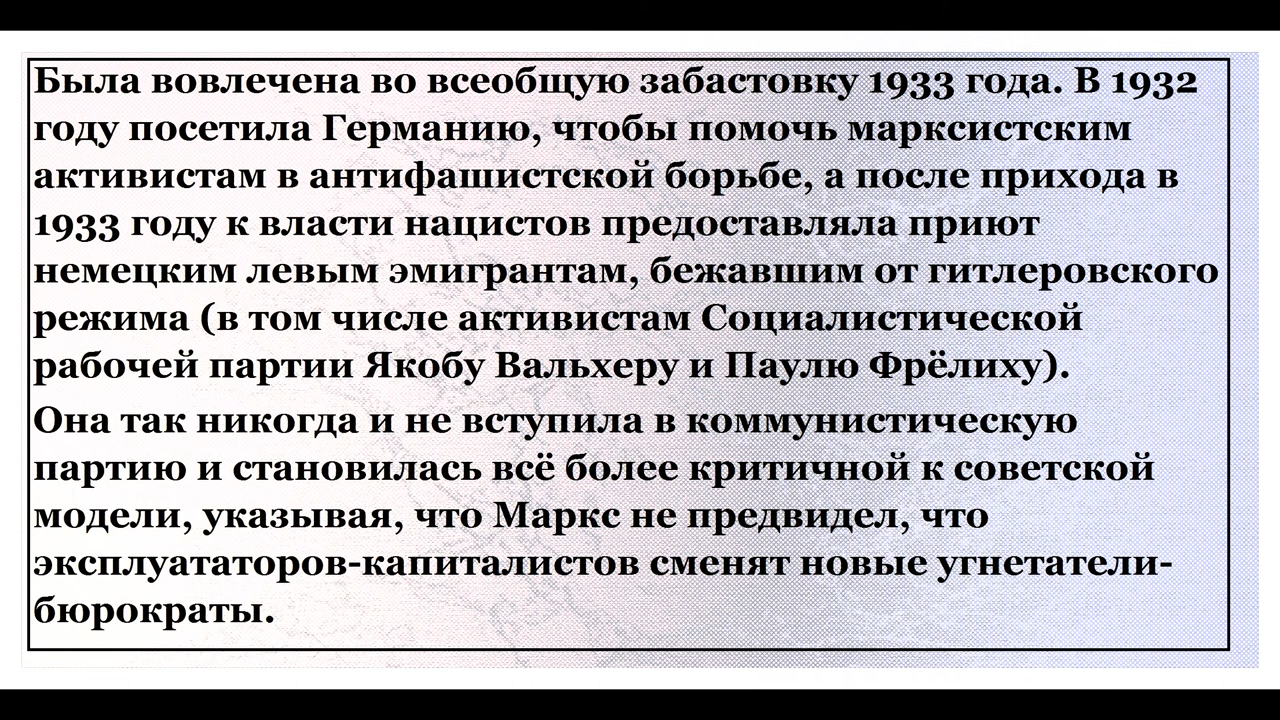 Была вовлечена во всеобщую забастовку 1933 года. В 1932
году посетила Германию, чтобы помочь марксистским
активистам в антифашистской борьбе, а после прихода в
1933 году к власти нацистов предоставляла приют
немецким левым эмигрантам, бежавшим от гитлеровского
режима (в том числе активистам Социалистической
рабочей партии Якобу Вальхеру и Паулю Фрёлиху).
Она так никогда и не вступила в коммунистическую
партию и становилась всё более критичной к советской
модели, указывая, что Маркс не предвидел, что
эксплуататоров-капиталистов сменят новые угнетатели-
бюрократы.